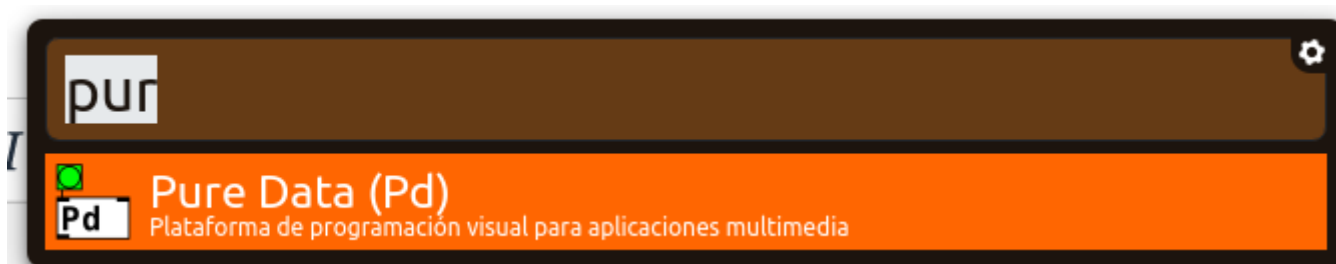 pur
I
Pure Data (Pd)
Pd
Plataforma de programación visual para aplicaciones multimedia